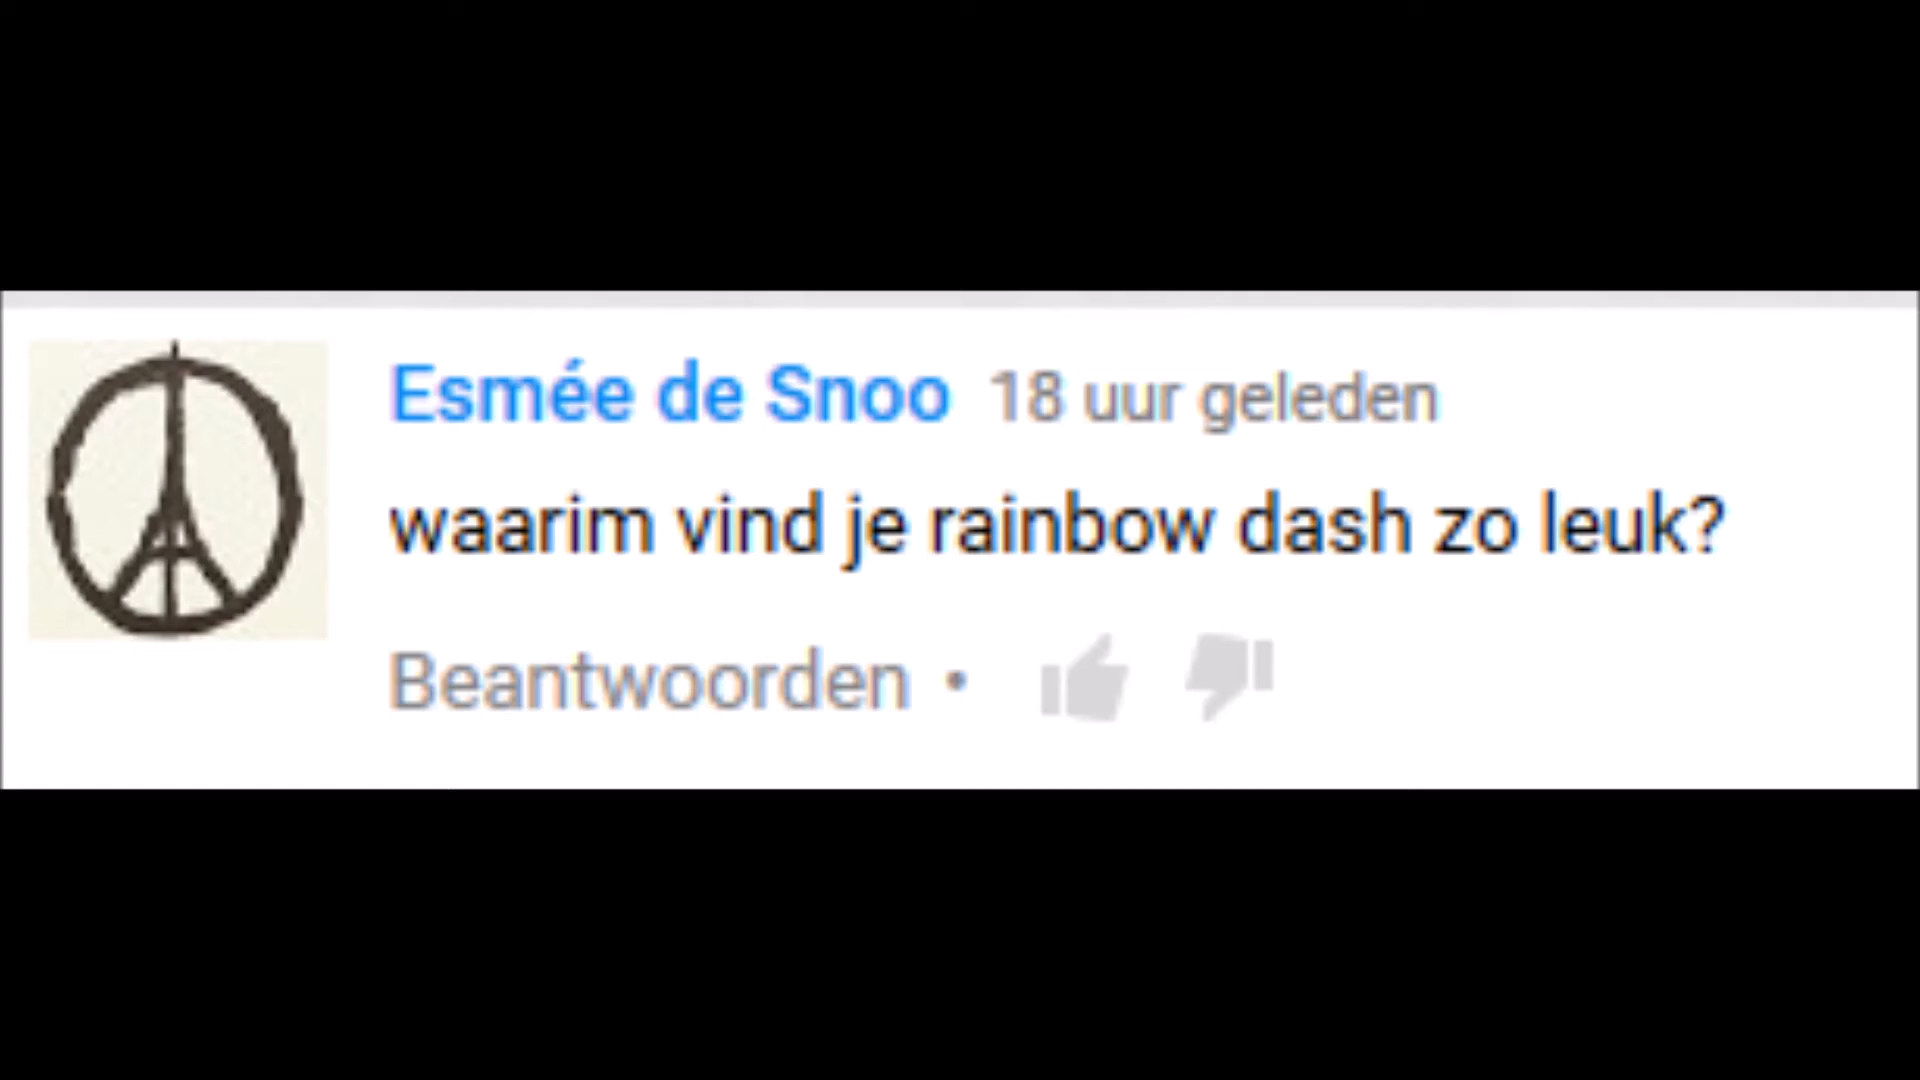 Esmée de Snoo 18 uur geleden
waarim vind je rainbow dash zo leuk?
Beantwoorden •